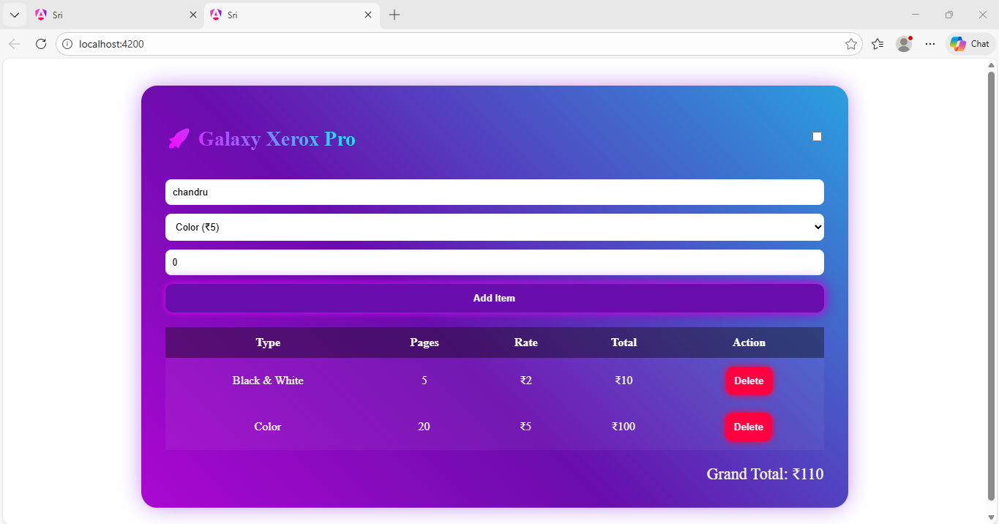 Sri
Sri
localhost:4200
Chat
Galaxy Xerox Pro
chandru
Color (₹5)
0
Add Item
Type Pages Rate Total Action
Black & White 5 ₹2 ₹10 Delete
Color 20 ₹5 ₹100 Delete
Grand Total: ₹110